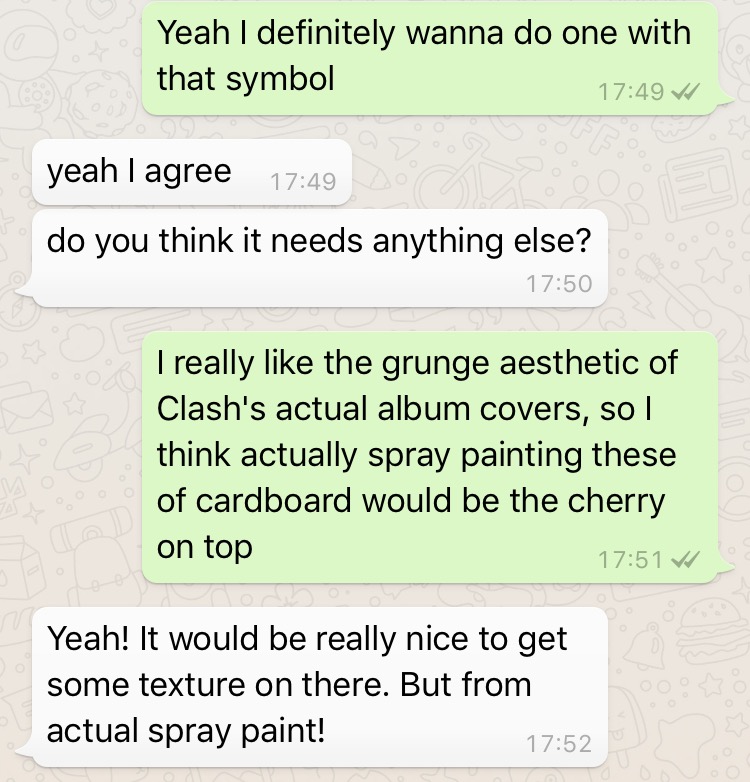 Yeah I definitely wanna do one with
that symbol
17:49
yeah I agree 17:49
do you think it needs anything else?
17:50
I really like the grunge aesthetic of
Clash's actual album covers, so I
think actually spray painting these
of cardboard would be the cherry
on top
17:51
Yeah! It would be really nice to get
some texture on there. But from
actual spray paint!
17:52